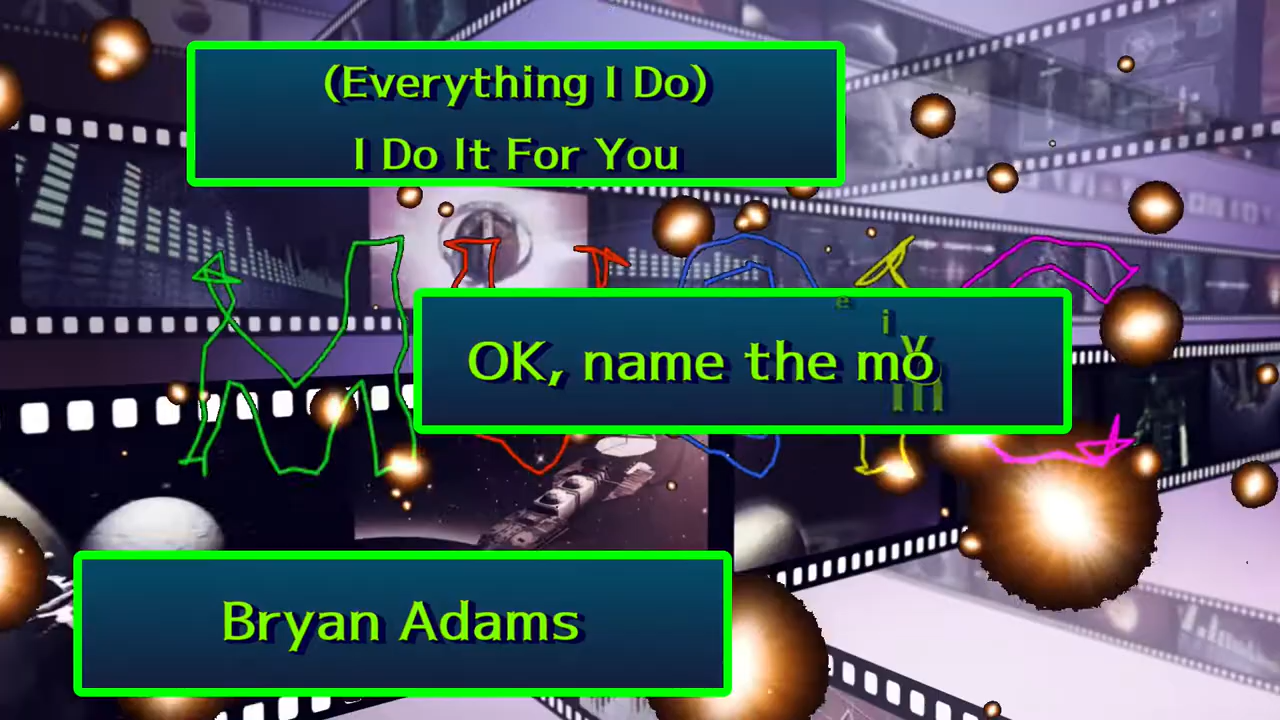 (Everything I Do)
I Do It For You
OK, name the mo
Bryan Adams